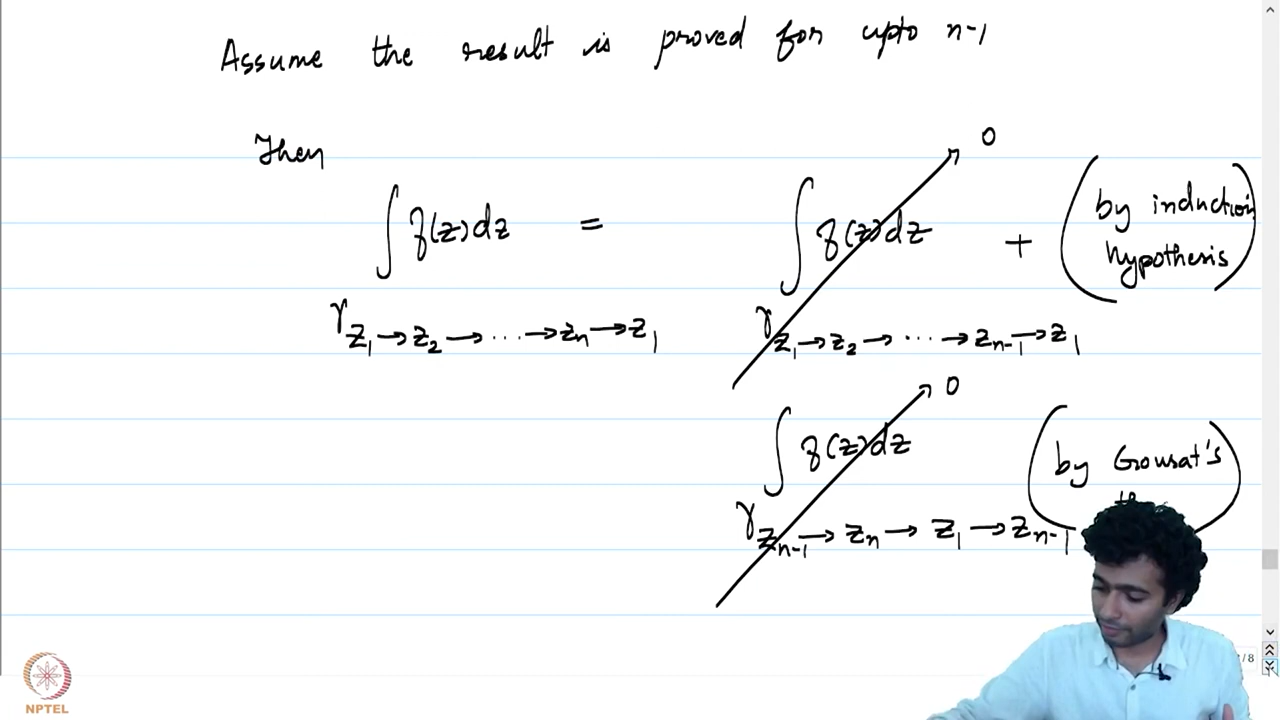 Assume the result is proved for upto n-1
Then
∫ f(z)dz = ∫ f(z)dz → 0 + (by induction hypothesis)
γ z₁→z₂→⋯→zₙ→z₁ γ z₁→z₂→⋯→zₙ₋₁→z₁
∫ f(z)dz → 0 (by Goursat's
γ zₙ₋₁→zₙ→z₁→zₙ₋₁
/8
NPTEL